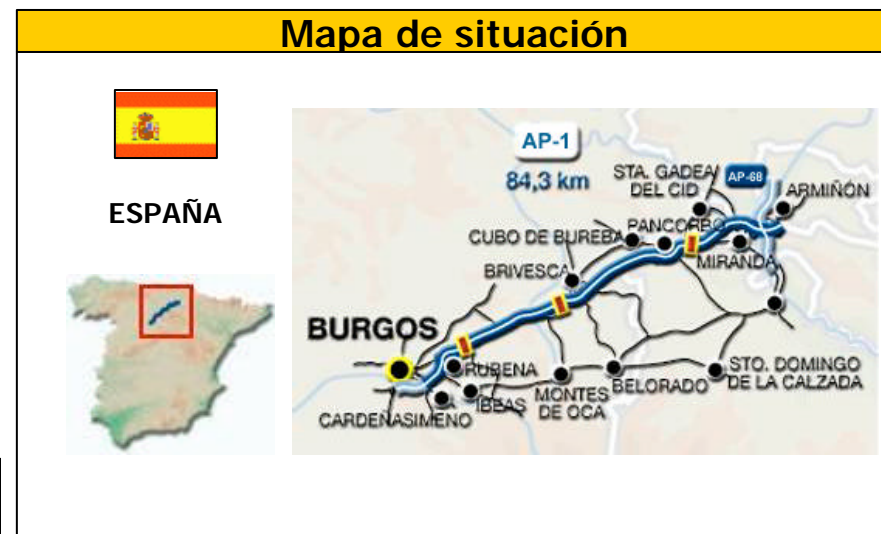 Mapa de situación
ESPAÑA
AP-1
84,3 km
STA. GADEA
DEL CID
AP-68
ARMIÑÓN
PANCORBO
CUBO DE BUREBA
MIRANDA
BRIVESCA
BURGOS
RUBENA
IBEAS
MONTES
DE OCA
BELORADO
STO. DOMINGO
DE LA CALZADA
CARDEÑASIMENO